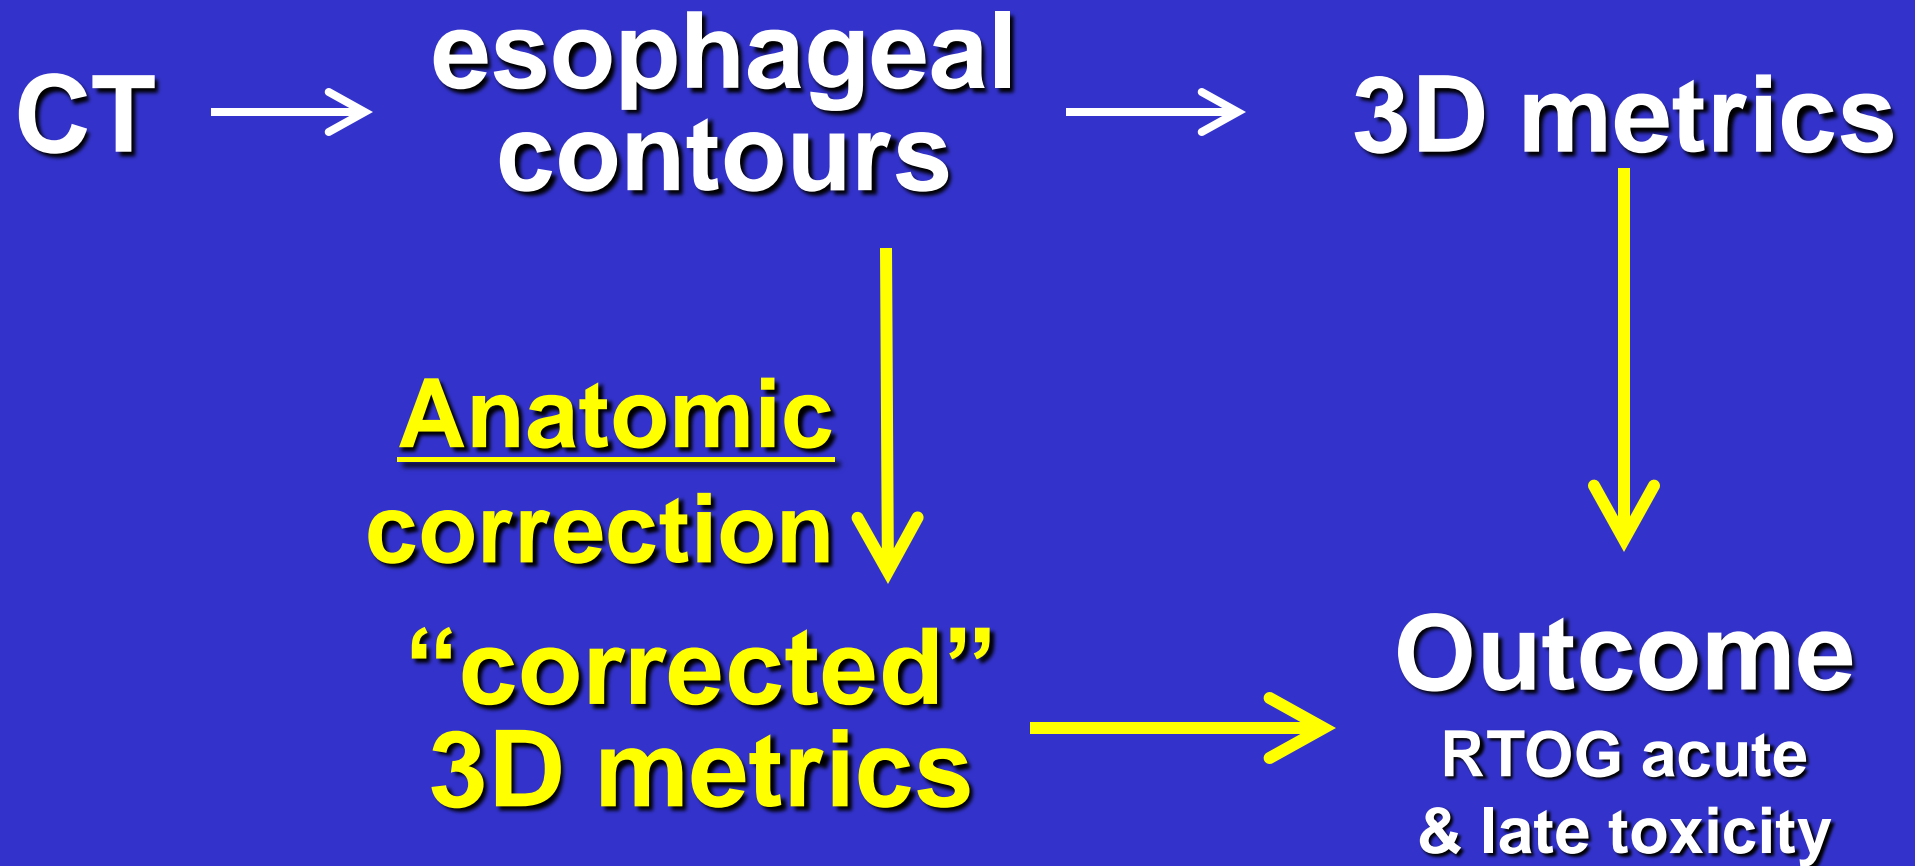 CT
esophageal
contours
3D metrics
Anatomic
correction
“corrected”
3D metrics
Outcome
RTOG acute
& late toxicity